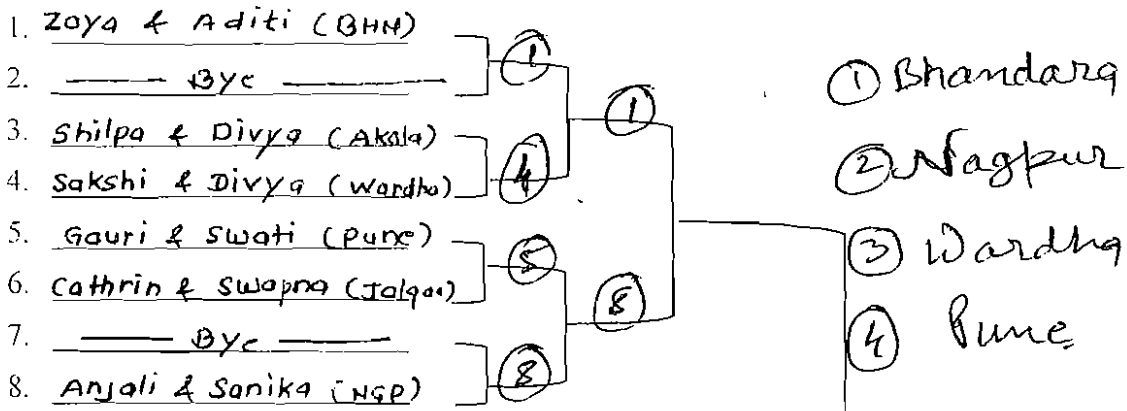 1. Zoya & Aditi (BHN)
2. —— Bye ——
3. Shilpa & Divya (Akola)
4. Sakshi & Divya (Wardha)
5. Gauri & Swati (Pune)
6. Cathrin & Swapna (Jalgao)
7. —— Bye ——
8. Anjali & Sanika (NGP)
1
4
5
8
1
8
1 Bhandara
2 Nagpur
3 Wardha
4 Pune